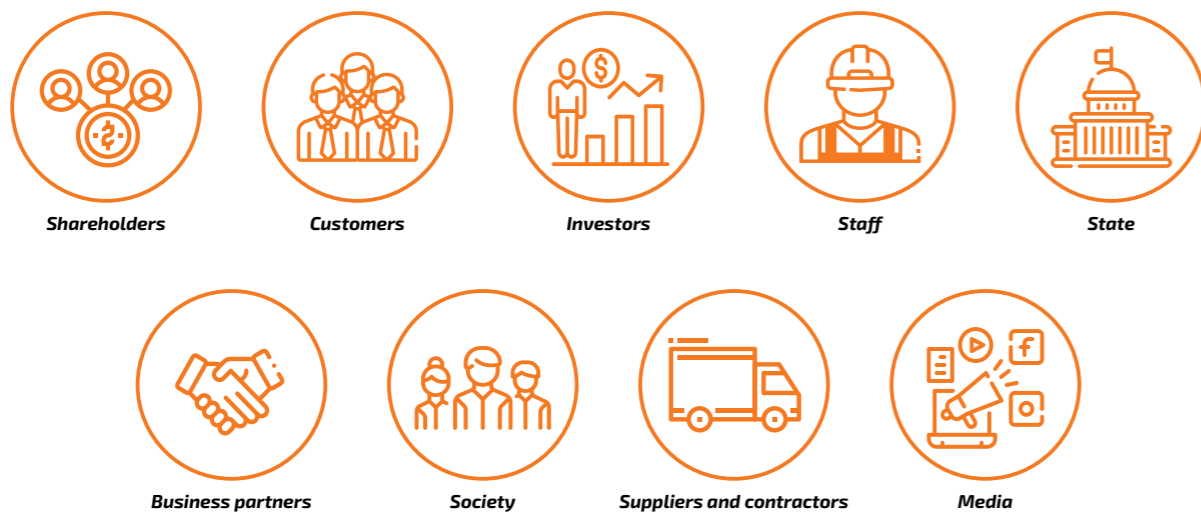 Shareholders
Customers
Investors
Staff
State
Business partners
Society
Suppliers and contractors
Media